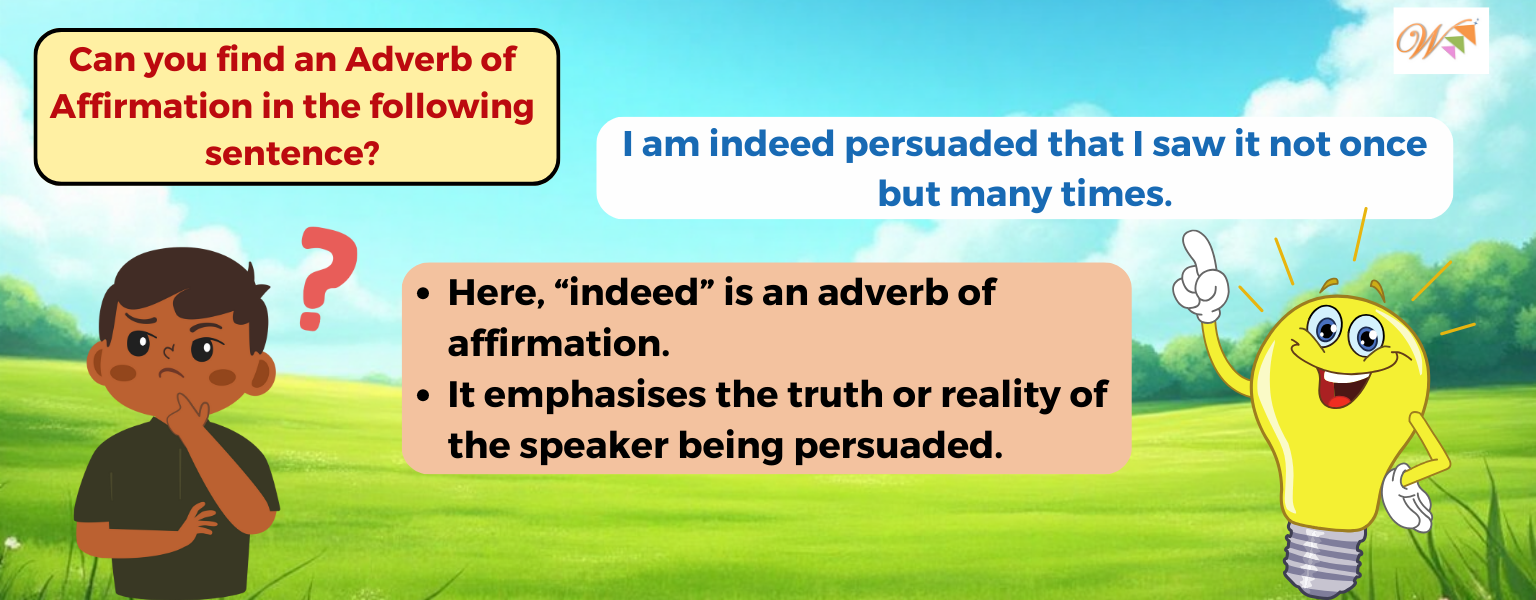 Can you find an Adverb of
Affirmation in the following
sentence?
W
I am indeed persuaded that I saw it not once
but many times.
• Here, “indeed” is an adverb of
affirmation.
• It emphasises the truth or reality of
the speaker being persuaded.
?